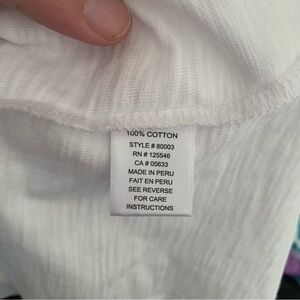 100% COTTON
STYLE # 80003
RN # 125546
CA # 05633
MADE IN PERU
FAIT EN PERU
SEE REVERSE
FOR CARE
INSTRUCTIONS